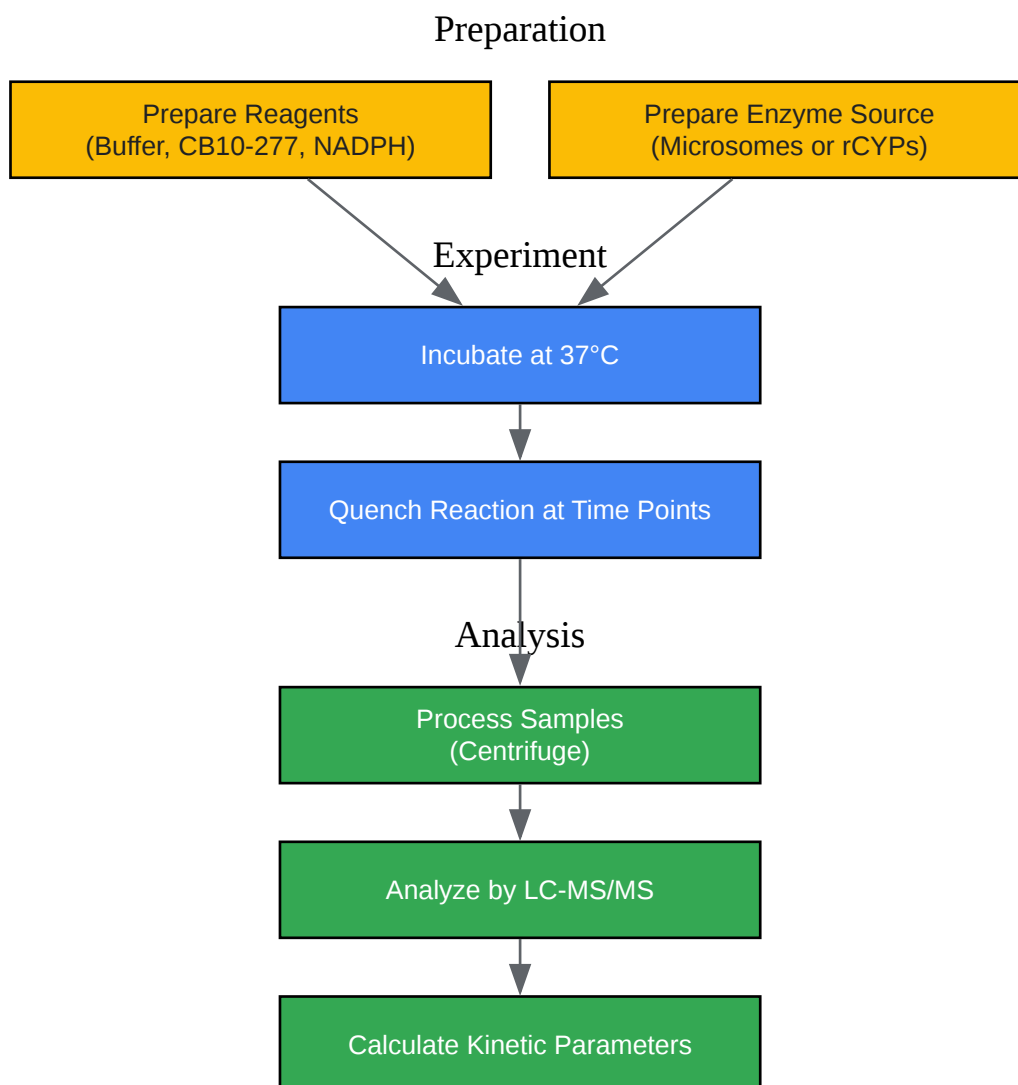 Preparation
Prepare Reagents
(Buffer, CB10-277, NADPH)
Prepare Enzyme Source
(Microsomes or rCYPs)
Experiment
Incubate at 37°C
Quench Reaction at Time Points
Analysis
Process Samples
(Centrifuge)
Analyze by LC-MS/MS
Calculate Kinetic Parameters